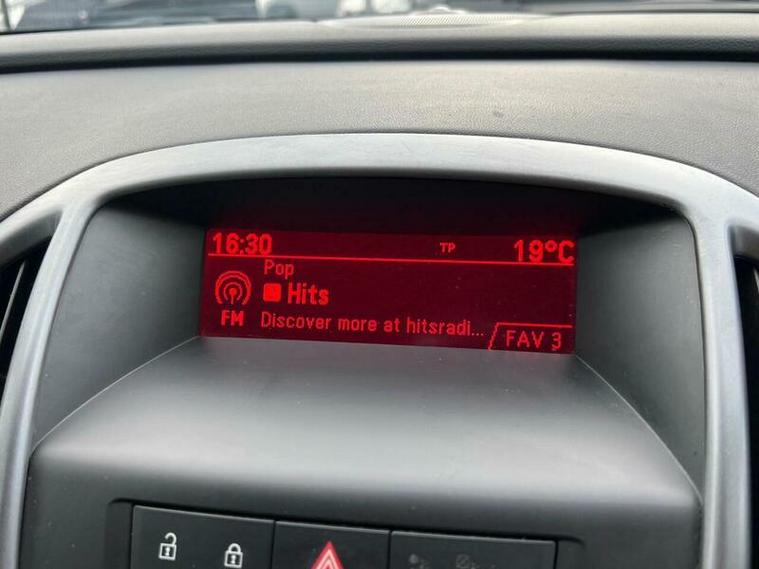 16:30 TP 19°C
Pop
Hits
FM Discover more at hitsradi...
FAV 3